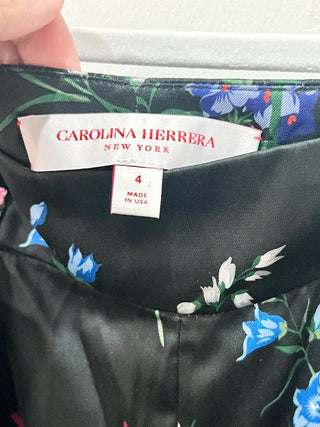 CAROLINA HERRERA
NEW YORK
4
MADE
IN USA